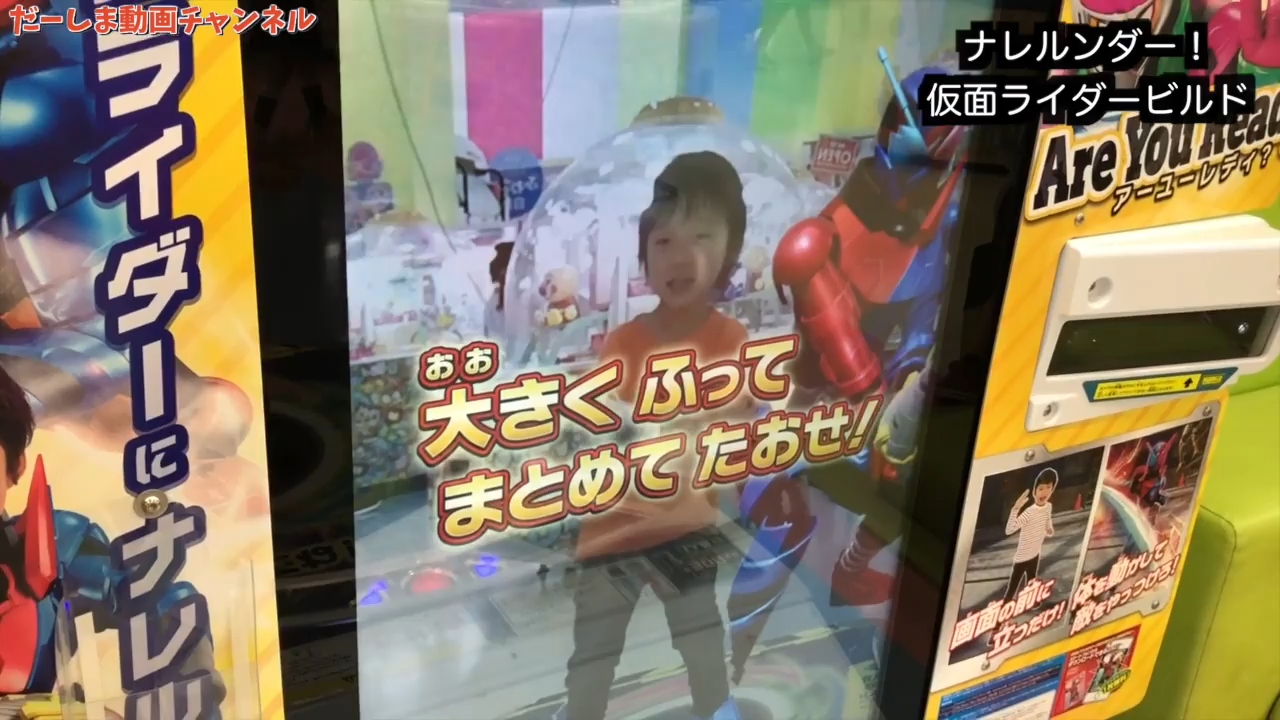 だーしま動画チャンネル
ナレルンダー！
仮面ライダービルド
ライダーにナレル
OPEN
Are You Read
アーユーレディ？
おお
大きくふって
まとめてたおせ！
画面の前に
立つだけ！
体を動かして
敵をやっつけろ！